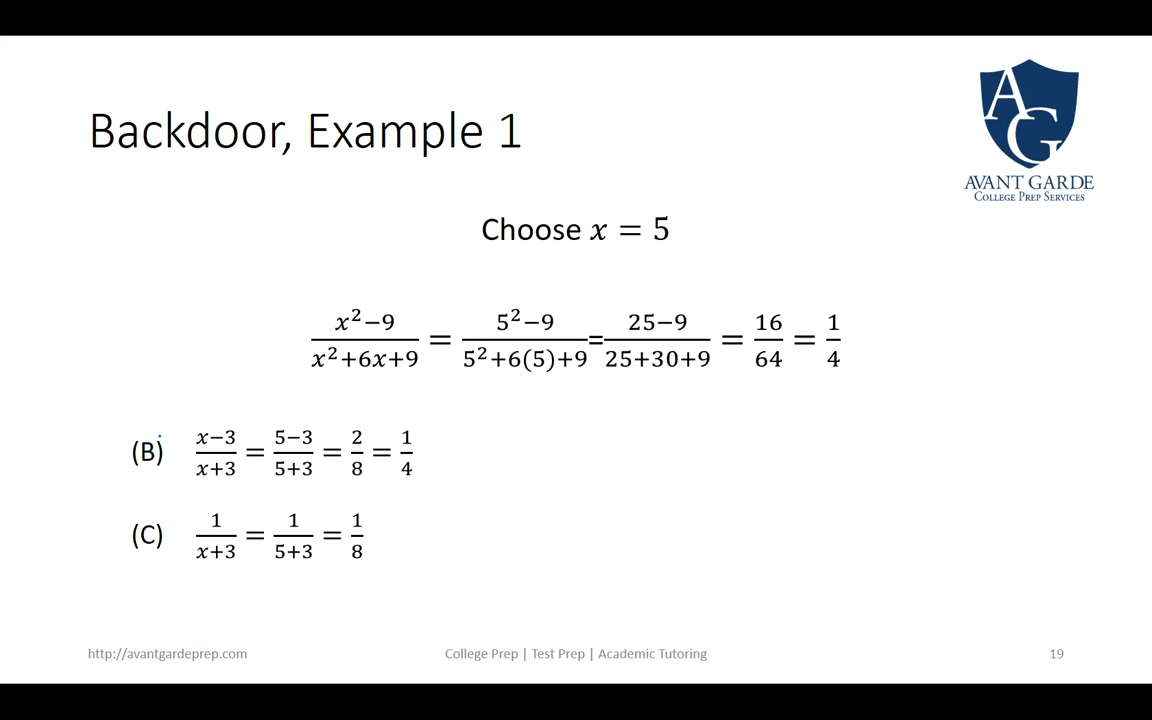 AG
AVANT GARDE
COLLEGE PREP SERVICES
Backdoor, Example 1
Choose x = 5
(x²−9)/(x²+6x+9) = (5²−9)/(5²+6(5)+9) = (25−9)/(25+30+9) = 16/64 = 1/4
(B) (x−3)/(x+3) = (5−3)/(5+3) = 2/8 = 1/4
(C) 1/(x+3) = 1/(5+3) = 1/8
http://avantgardeprep.com College Prep | Test Prep | Academic Tutoring 19